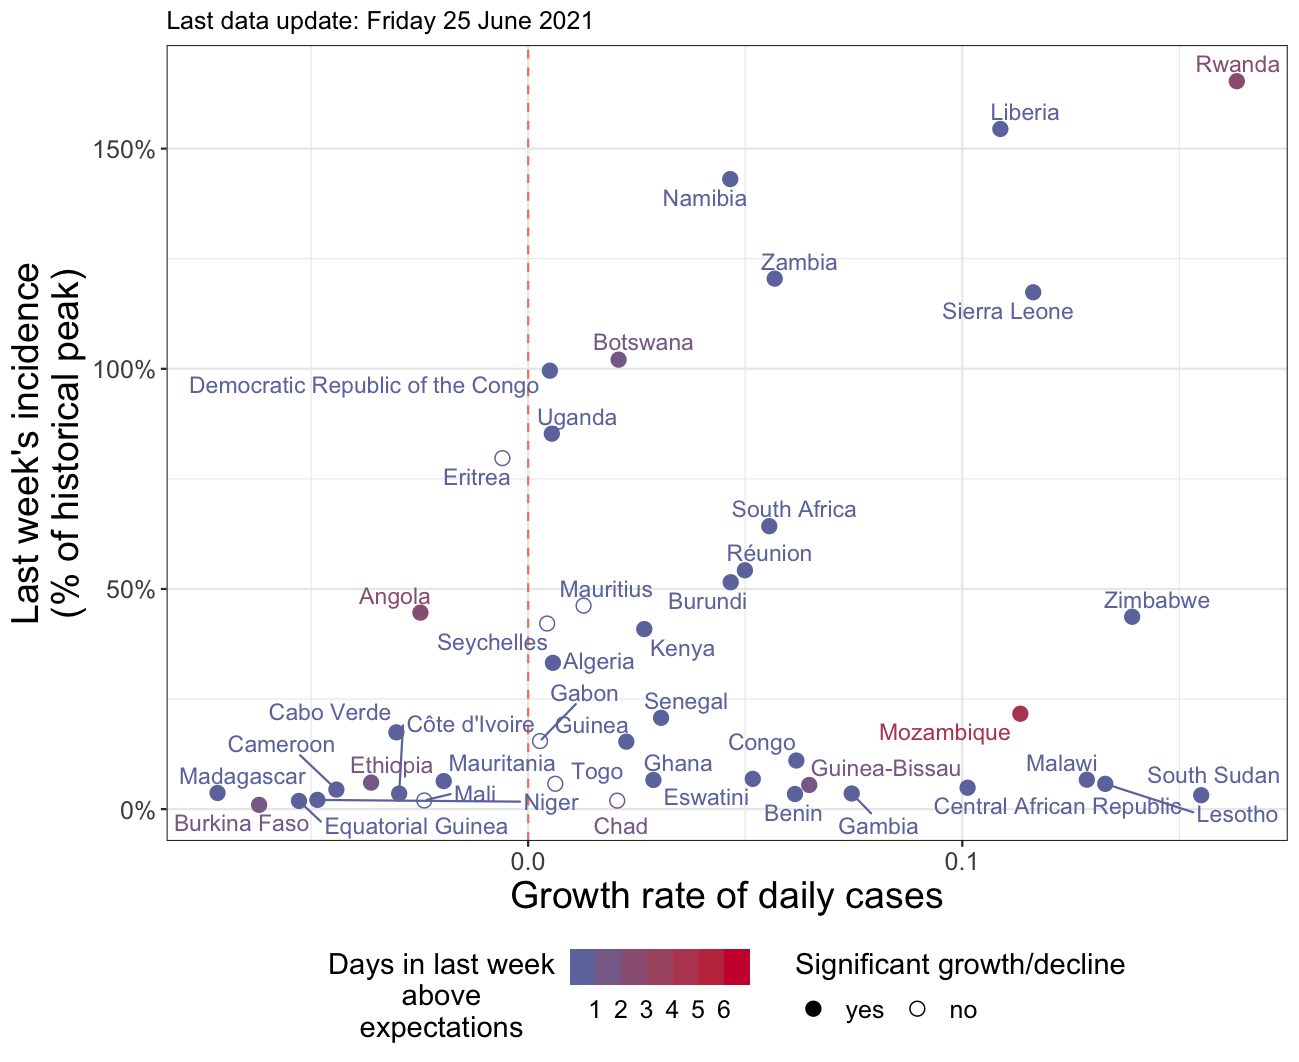 Last data update: Friday 25 June 2021
Last week's incidence
(% of historical peak)
150%
100%
50%
0%
Rwanda
Liberia
Namibia
Zambia
Sierra Leone
Botswana
Democratic Republic of the Congo
Uganda
Eritrea
South Africa
Réunion
Mauritius
Angola
Burundi
Zimbabwe
Seychelles
Kenya
Algeria
Gabon
Senegal
Cabo Verde
Côte d'Ivoire
Guinea
Mozambique
Cameroon
Congo
Ethiopia
Mauritania
Togo
Ghana
Guinea-Bissau
Malawi
South Sudan
Madagascar
Mali
Niger
Eswatini
Central African Republic
Burkina Faso
Equatorial Guinea
Chad
Benin
Gambia
Lesotho
0.0
0.1
Growth rate of daily cases
Days in last week
above
expectations
1 2 3 4 5 6
Significant growth/decline
yes
no